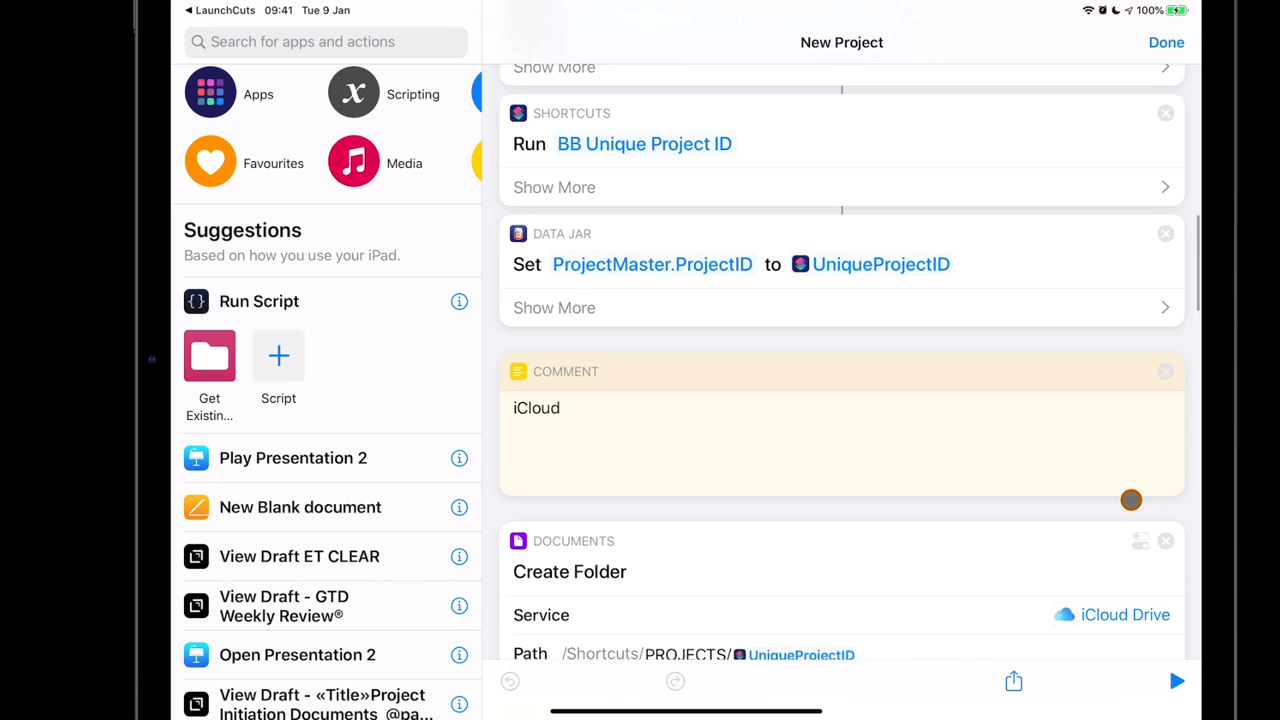 ◀ LaunchCuts 09:41 Tue 9 Jan
100%
Search for apps and actions
New Project
Done
Apps
Scripting
Favourites
Media
Suggestions
Based on how you use your iPad.
Run Script
Get
Existin...
Script
Play Presentation 2
New Blank document
View Draft ET CLEAR
View Draft - GTD
Weekly Review®
Open Presentation 2
View Draft - «Title»Project
Initiation Documents @pa...
Show More
SHORTCUTS
Run BB Unique Project ID
Show More
DATA JAR
Set ProjectMaster.ProjectID to UniqueProjectID
Show More
COMMENT
iCloud
DOCUMENTS
Create Folder
Service iCloud Drive
Path /Shortcuts/PROJECTS/ UniqueProjectID